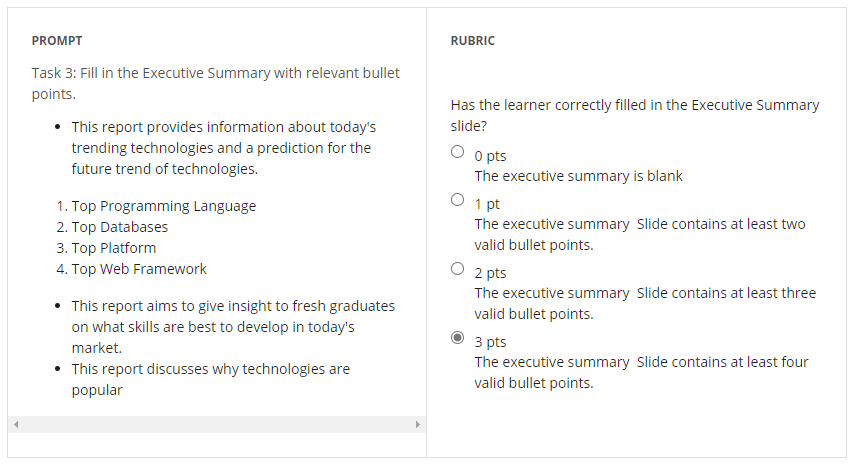 PROMPT
Task 3: Fill in the Executive Summary with relevant bullet
points.
• This report provides information about today's
trending technologies and a prediction for the
future trend of technologies.
1. Top Programming Language
2. Top Databases
3. Top Platform
4. Top Web Framework
• This report aims to give insight to fresh graduates
on what skills are best to develop in today's
market.
• This report discusses why technologies are
popular
RUBRIC
Has the learner correctly filled in the Executive Summary
slide?
0 pts
The executive summary is blank
1 pt
The executive summary  Slide contains at least two
valid bullet points.
2 pts
The executive summary  Slide contains at least three
valid bullet points.
3 pts
The executive summary  Slide contains at least four
valid bullet points.